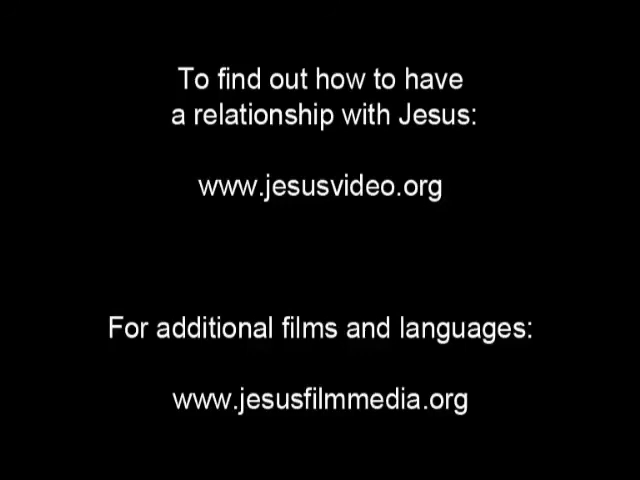 To find out how to have
a relationship with Jesus:
www.jesusvideo.org
For additional films and languages:
www.jesusfilmmedia.org